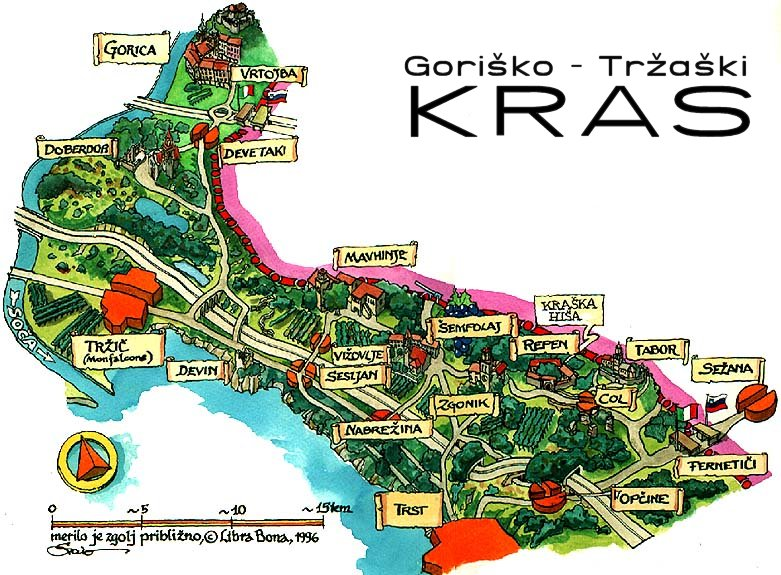 Goriško - Tržaški
KRAS
GORICA
VRTOJBA
DOBERDOB
DEVETAKI
MAVHINJE
KRAŠKA
HIŠA
ŠEMPOLAJ
REPEN
TABOR
SEŽANA
SOČA
TRŽIČ
(Monfalcone)
DEVIN
VIŽOVLJE
SESLJAN
ZGONIK
COL
NABREŽINA
FERNETIČI
OPČINE
TRST
0 ~5 ~10 ~15 km
merilo je zgolj približno, © Libra Bona, 1996